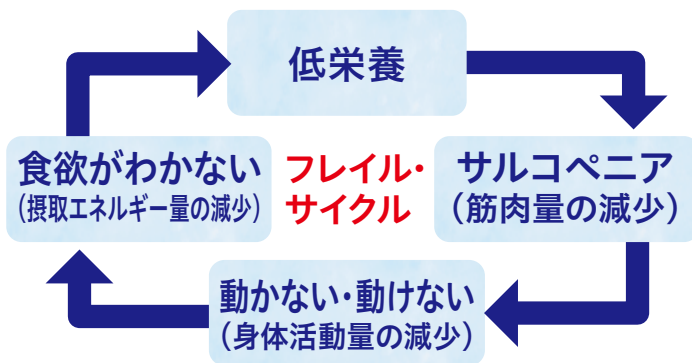 低栄養
サルコペニア
（筋肉量の減少）
動かない・動けない
（身体活動量の減少）
食欲がわかない
（摂取エネルギー量の減少）
フレイル・
サイクル